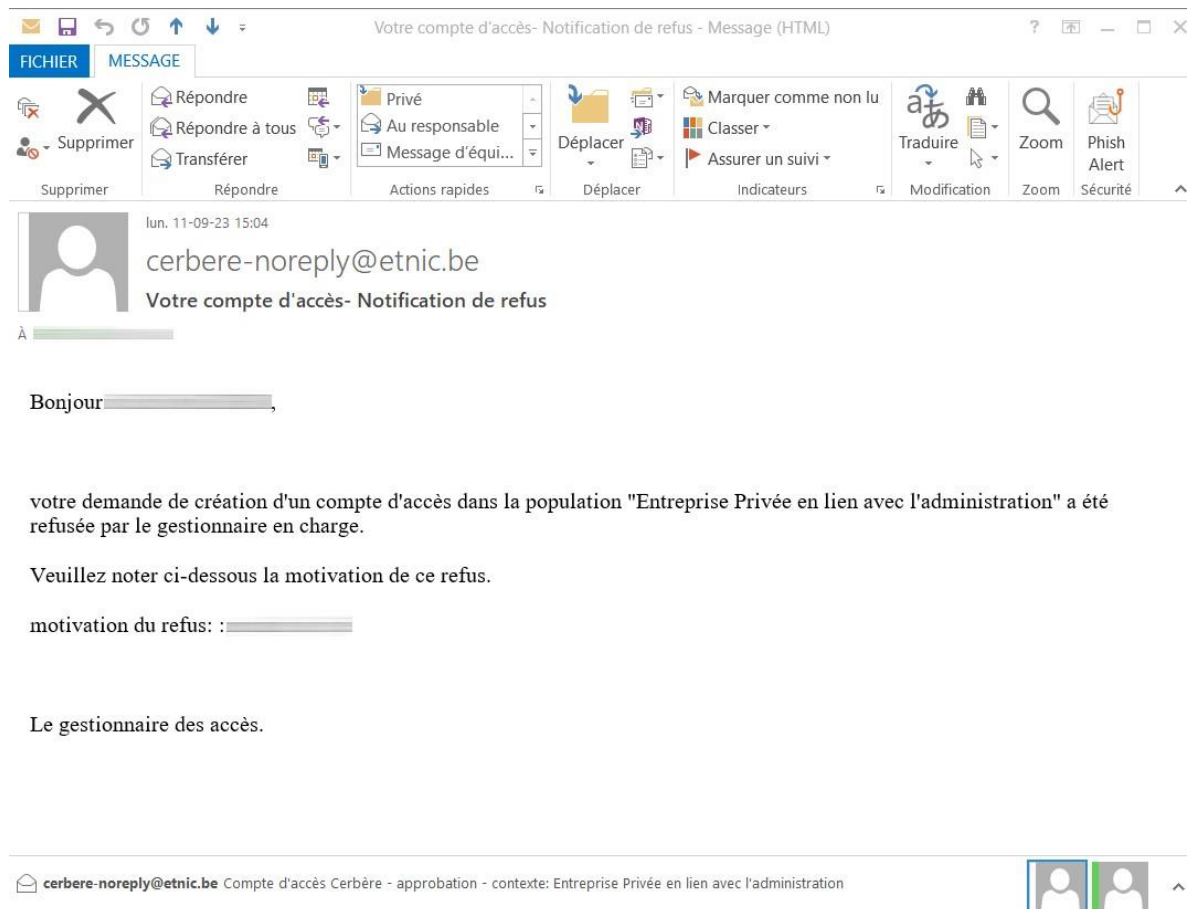 Votre compte d'accès- Notification de refus - Message (HTML)
FICHIER MESSAGE
Supprimer
Répondre
Répondre à tous
Transférer
Privé
Au responsable
Message d'équi...
Déplacer
Marquer comme non lu
Classer
Assurer un suivi
Traduire
Zoom
Phish
Alert
Supprimer Répondre Actions rapides Déplacer Indicateurs Modification Zoom Sécurité
lun. 11-09-23 15:04
cerbere-noreply@etnic.be
Votre compte d'accès- Notification de refus
À
Bonjour ,
votre demande de création d'un compte d'accès dans la population "Entreprise Privée en lien avec l'administration" a été
refusée par le gestionnaire en charge.
Veuillez noter ci-dessous la motivation de ce refus.
motivation du refus: :
Le gestionnaire des accès.
cerbere-noreply@etnic.be Compte d'accès Cerbère - approbation - contexte: Entreprise Privée en lien avec l'administration